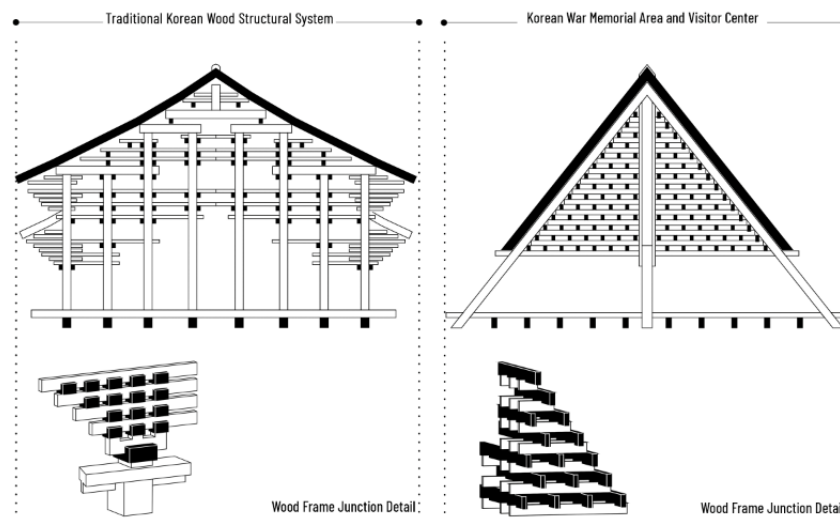 Traditional Korean Wood Structural System
Korean War Memorial Area and Visitor Center
Wood Frame Junction Detail
Wood Frame Junction Detail